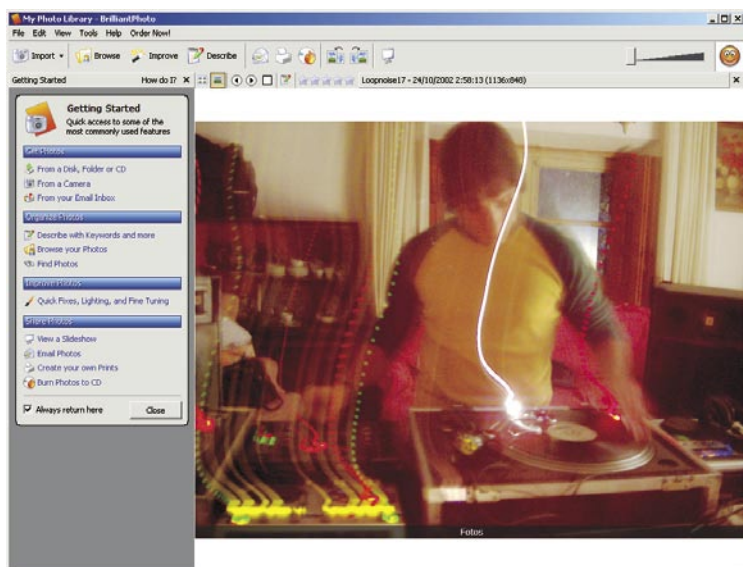 My Photo Library - BrilliantPhoto
File Edit View Tools Help Order Now!
Import Browse Improve Describe
Getting Started How do I? Loopnoise17 - 24/10/2002 2:58:13 (1136x848)
Getting Started
Quick access to some of the
most commonly used features
Get Photos
From a Disk, Folder or CD
From a Camera
From your Email Inbox
Organize Photos
Describe with Keywords and more
Browse your Photos
Find Photos
Improve Photos
Quick Fixes, Lighting, and Fine Tuning
Share Photos
View a Slideshow
Email Photos
Create your own Prints
Burn Photos to CD
Always return here Close
Fotos